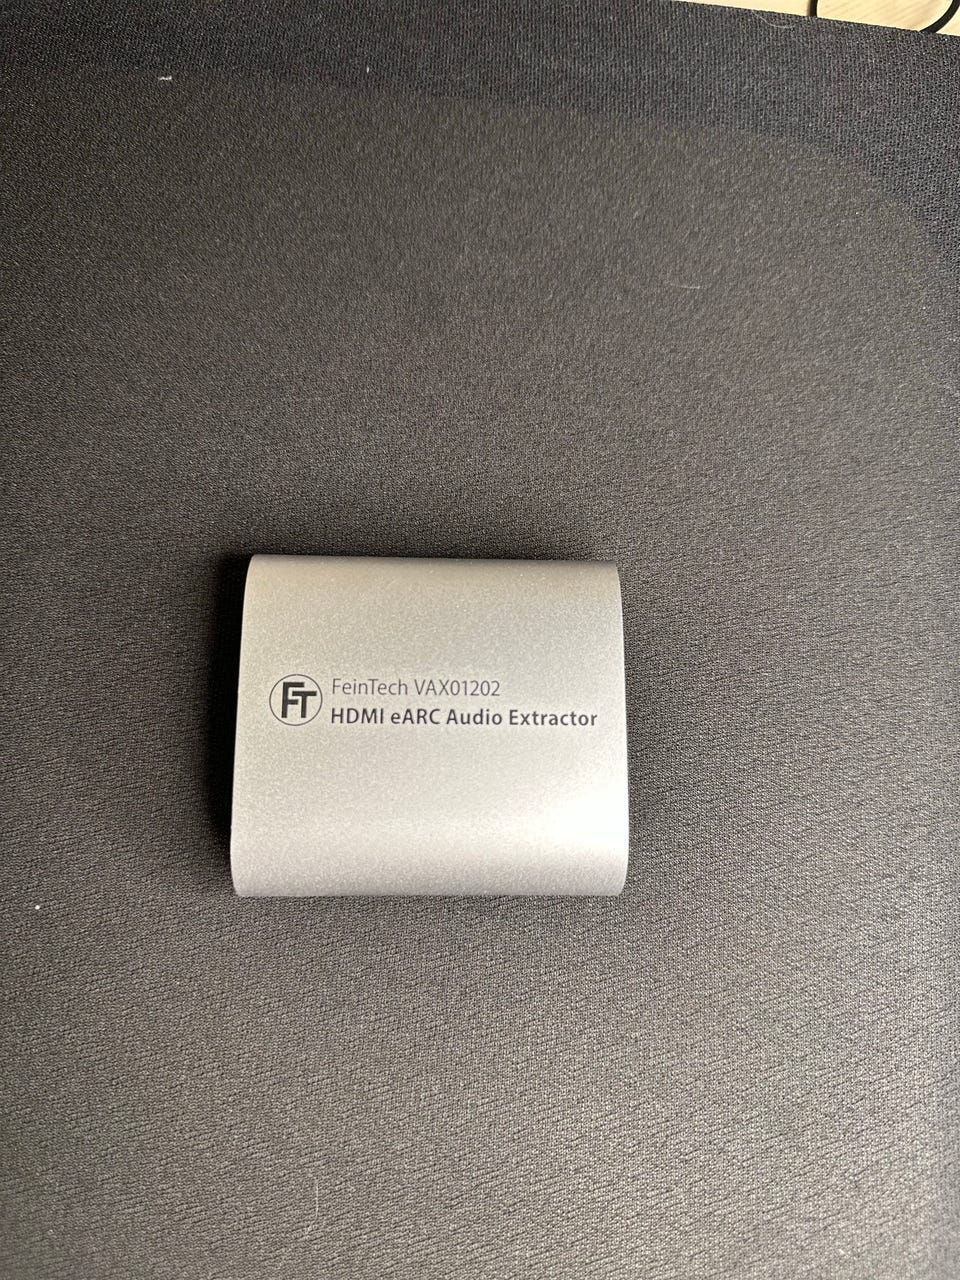 FT
FeinTech VAX01202
HDMI eARC Audio Extractor